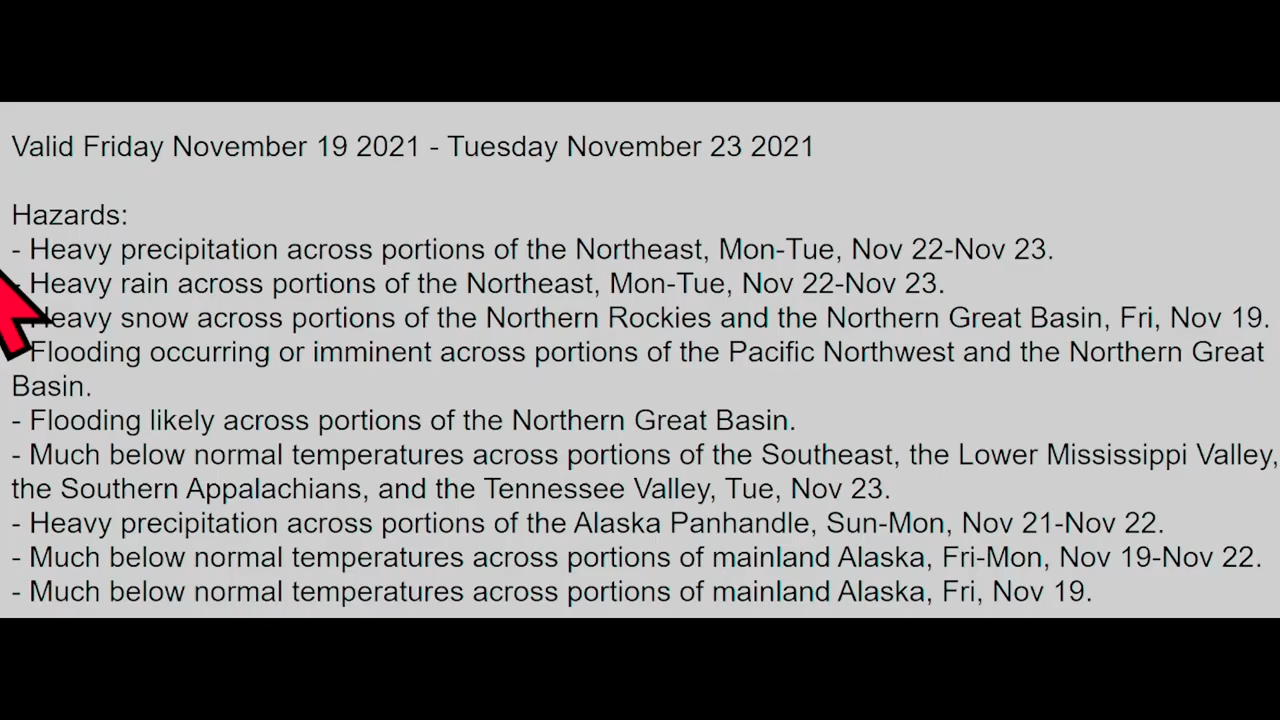 Valid Friday November 19 2021 - Tuesday November 23 2021
Hazards:
- Heavy precipitation across portions of the Northeast, Mon-Tue, Nov 22-Nov 23.
- Heavy rain across portions of the Northeast, Mon-Tue, Nov 22-Nov 23.
Heavy snow across portions of the Northern Rockies and the Northern Great Basin, Fri, Nov 19.
Flooding occurring or imminent across portions of the Pacific Northwest and the Northern Great
Basin.
- Flooding likely across portions of the Northern Great Basin.
- Much below normal temperatures across portions of the Southeast, the Lower Mississippi Valley,
the Southern Appalachians, and the Tennessee Valley, Tue, Nov 23.
- Heavy precipitation across portions of the Alaska Panhandle, Sun-Mon, Nov 21-Nov 22.
- Much below normal temperatures across portions of mainland Alaska, Fri-Mon, Nov 19-Nov 22.
- Much below normal temperatures across portions of mainland Alaska, Fri, Nov 19.